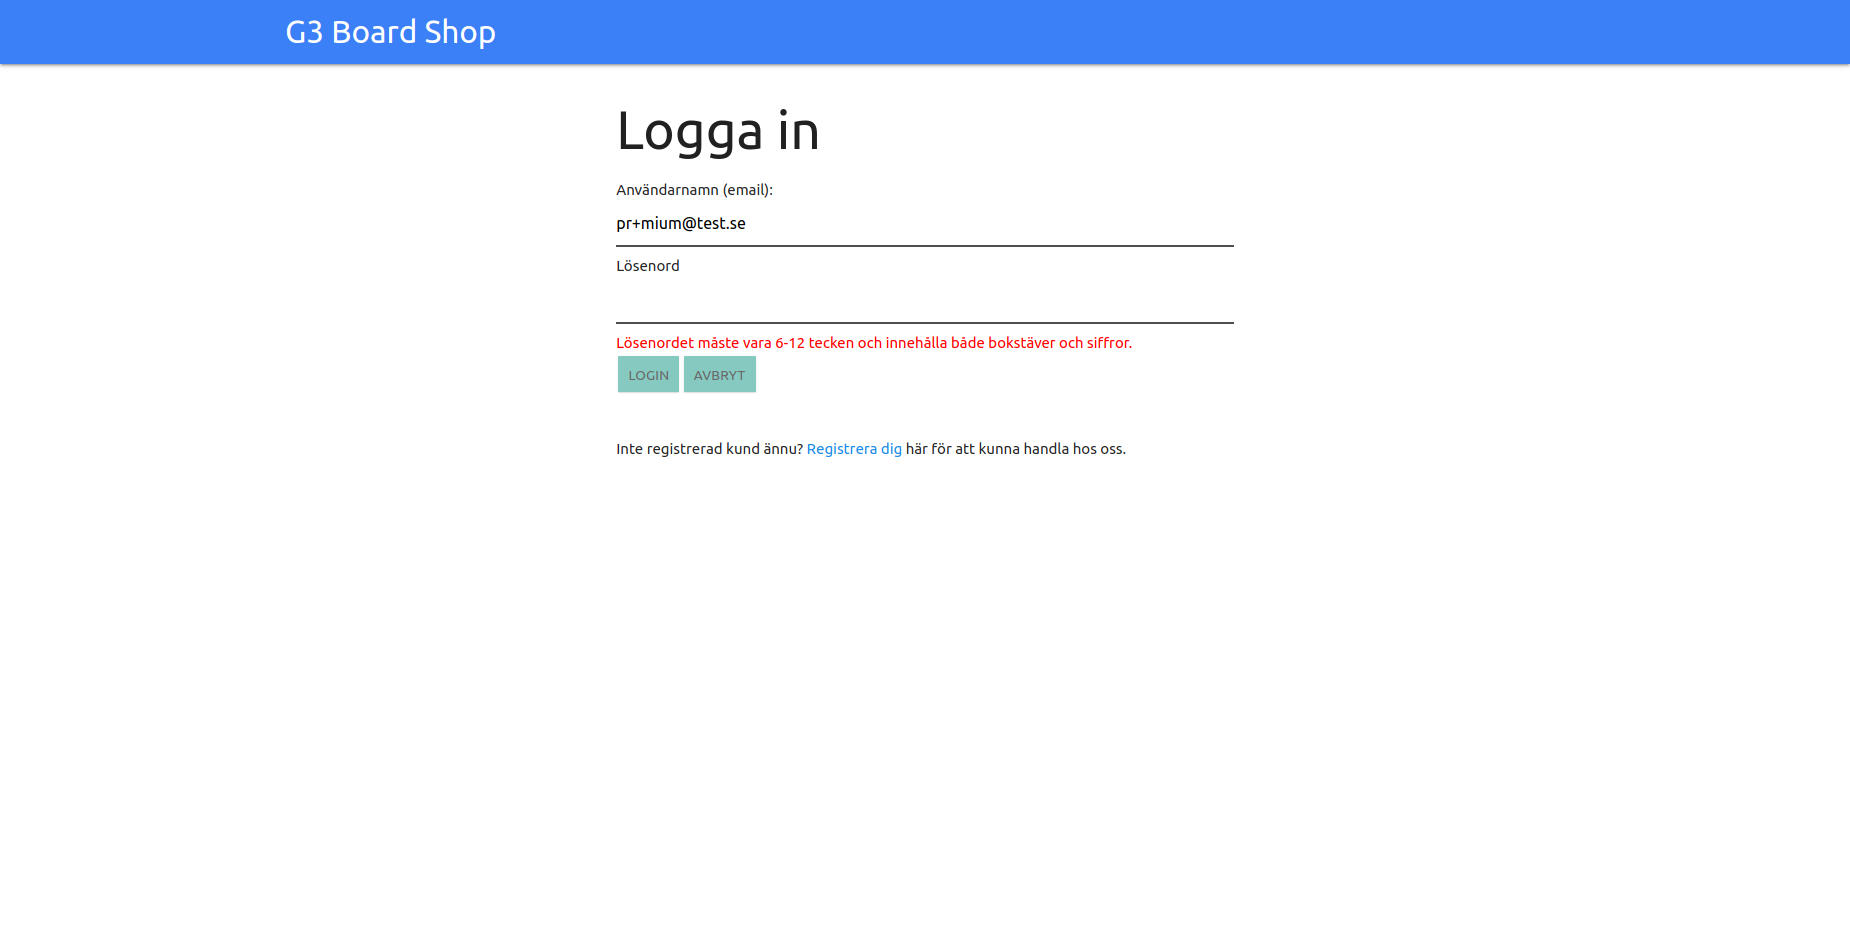 G3 Board Shop
Logga in
Användarnamn (email):
pr+mium@test.se
Lösenord
Lösenordet måste vara 6-12 tecken och innehålla både bokstäver och siffror.
LOGIN AVBRYT
Inte registrerad kund ännu? Registrera dig här för att kunna handla hos oss.